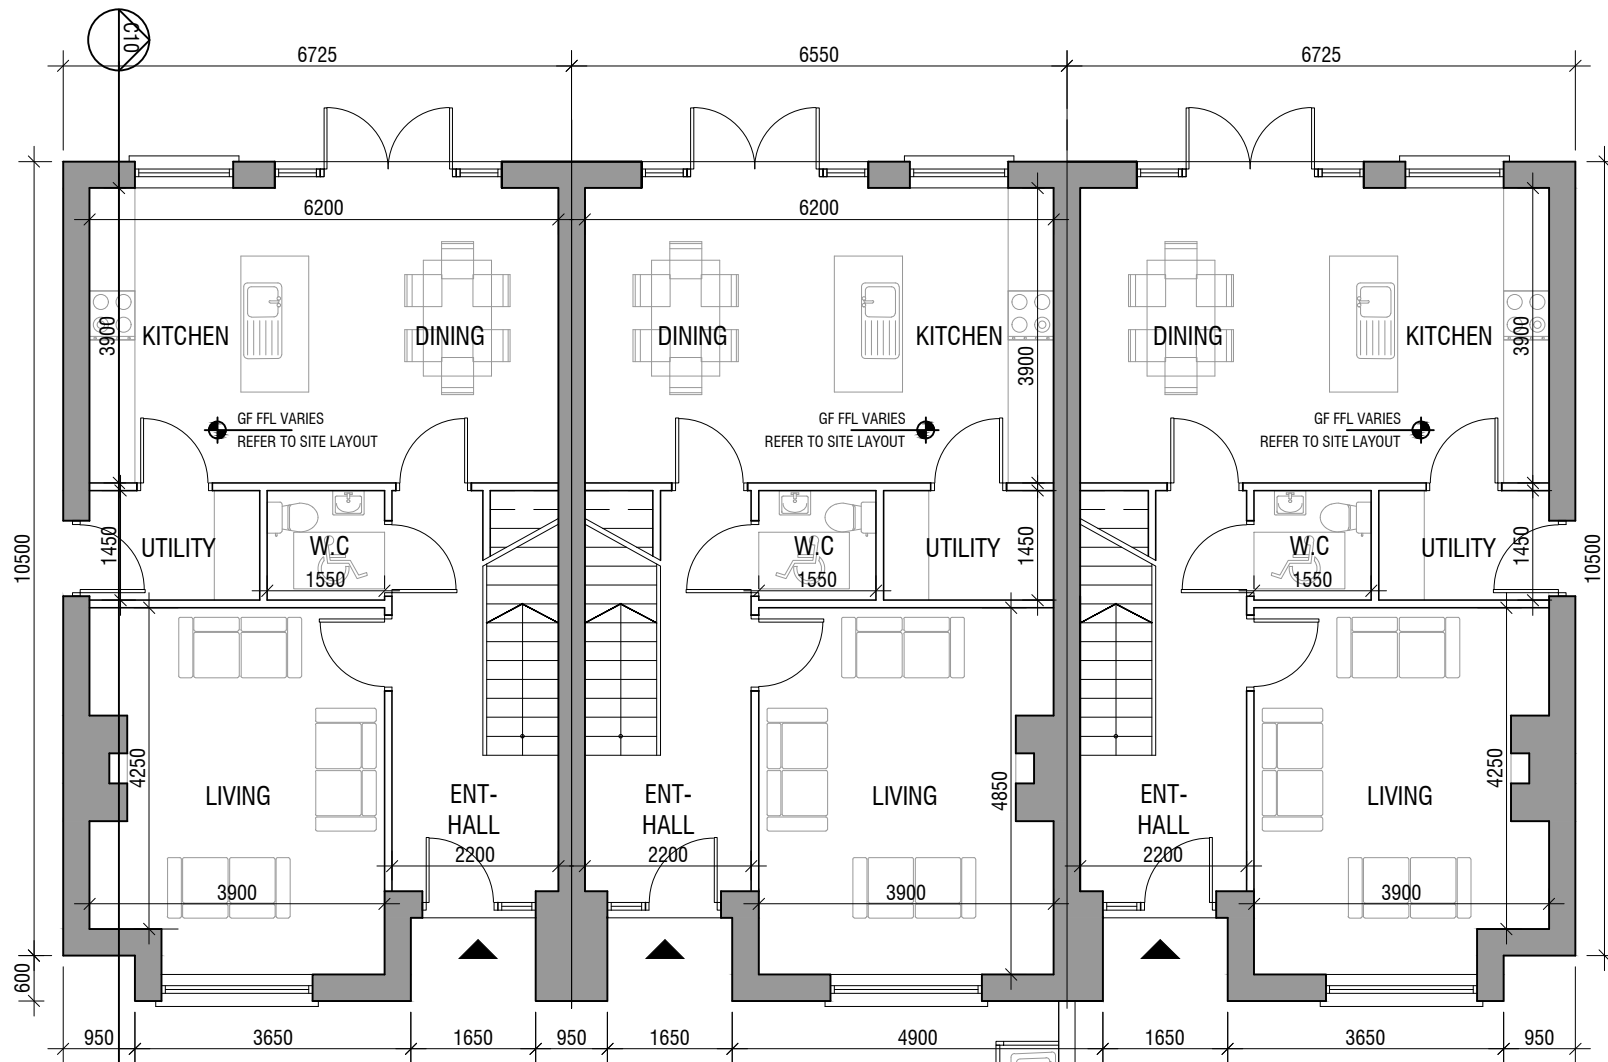 C10
6725
6550
6725
6200
6200
3900
KITCHEN
DINING
DINING
KITCHEN
3900
DINING
KITCHEN
3900
GF FFL VARIES
REFER TO SITE LAYOUT
GF FFL VARIES
REFER TO SITE LAYOUT
GF FFL VARIES
REFER TO SITE LAYOUT
10500
1450
UTILITY
W.C
1550
W.C
1550
UTILITY
1450
W.C
1550
UTILITY
1450
10500
4250
LIVING
ENT-
HALL
ENT-
HALL
LIVING
4850
ENT-
HALL
LIVING
4250
2200
2200
2200
3900
3900
3900
600
950
3650
1650
950
1650
4900
1650
3650
950